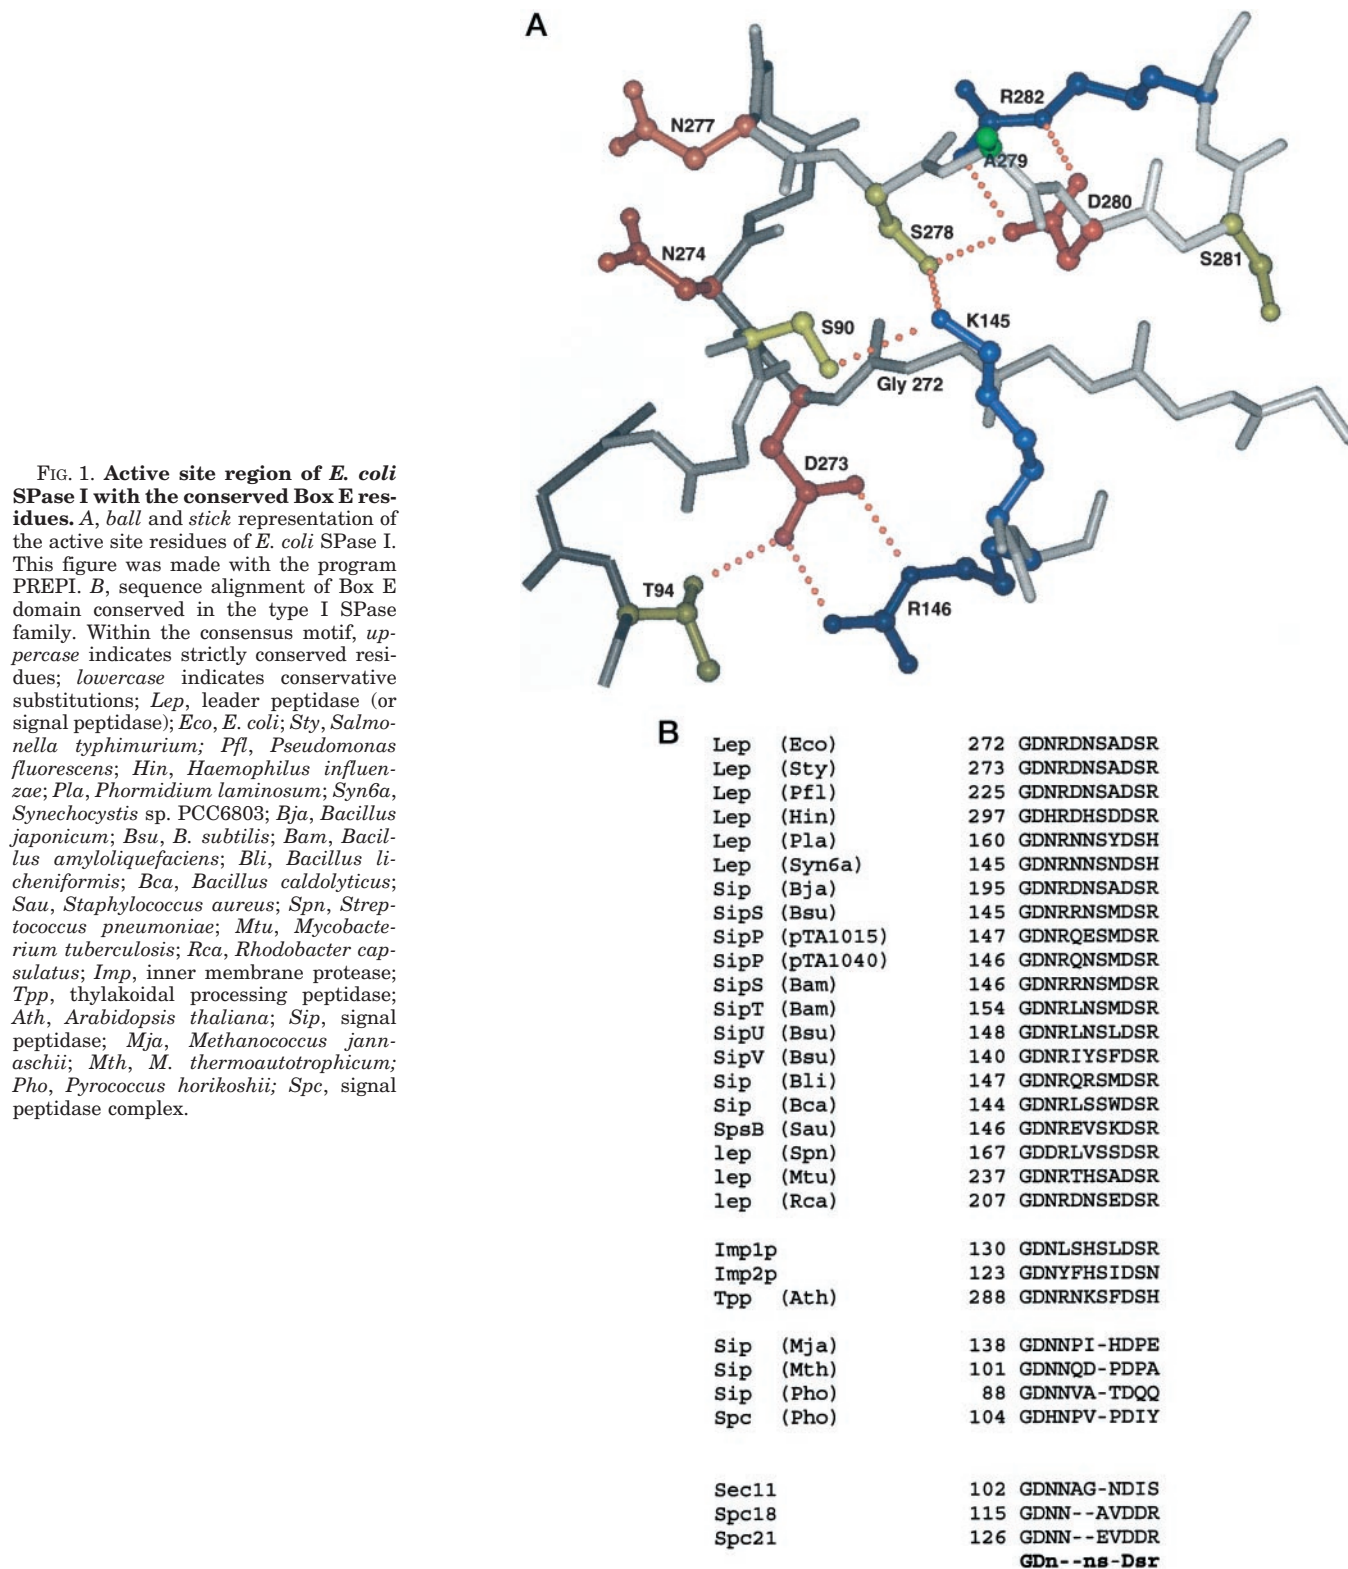 A
N277
R282
A279
D280
N274
S278
S281
S90
K145
Gly 272
D273
T94
R146
FIG. 1. Active site region of E. coli
SPase I with the conserved Box E res-
idues. A, ball and stick representation of
the active site residues of E. coli SPase I.
This figure was made with the program
PREPI. B, sequence alignment of Box E
domain conserved in the type I SPase
family. Within the consensus motif, up-
percase indicates strictly conserved resi-
dues; lowercase indicates conservative
substitutions; Lep, leader peptidase (or
signal peptidase); Eco, E. coli; Sty, Salmo-
nella typhimurium; Pfl, Pseudomonas
fluorescens; Hin, Haemophilus influen-
zae; Pla, Phormidium laminosum; Syn6a,
Synechocystis sp. PCC6803; Bja, Bacillus
japonicum; Bsu, B. subtilis; Bam, Bacil-
lus amyloliquefaciens; Bli, Bacillus li-
cheniformis; Bca, Bacillus caldolyticus;
Sau, Staphylococcus aureus; Spn, Strep-
tococcus pneumoniae; Mtu, Mycobacte-
rium tuberculosis; Rca, Rhodobacter cap-
sulatus; Imp, inner membrane protease;
Tpp, thylakoidal processing peptidase;
Ath, Arabidopsis thaliana; Sip, signal
peptidase; Mja, Methanococcus jann-
aschii; Mth, M. thermoautotrophicum;
Pho, Pyrococcus horikoshii; Spc, signal
peptidase complex.
B
Lep (Eco) 272 GDNRDNSADSR
Lep (Sty) 273 GDNRDNSADSR
Lep (Pfl) 225 GDNRDNSADSR
Lep (Hin) 297 GDHRDHSDDSR
Lep (Pla) 160 GDNRNNSYDSH
Lep (Syn6a) 145 GDNRNNSNDSH
Sip (Bja) 195 GDNRDNSADSR
SipS (Bsu) 145 GDNRRNSMDSR
SipP (pTA1015) 147 GDNRQESMDSR
SipP (pTA1040) 146 GDNRQNSMDSR
SipS (Bam) 146 GDNRRNSMDSR
SipT (Bam) 154 GDNRLNSMDSR
SipU (Bsu) 148 GDNRLNSLDSR
SipV (Bsu) 140 GDNRIYSFDSR
Sip (Bli) 147 GDNRQRSMDSR
Sip (Bca) 144 GDNRLSSWDSR
SpsB (Sau) 146 GDNREVSKDSR
lep (Spn) 167 GDDRLVSSDSR
lep (Mtu) 237 GDNRTHSADSR
lep (Rca) 207 GDNRDNSEDSR
Imp1p 130 GDNLSHSLDSR
Imp2p 123 GDNYFHSIDSN
Tpp (Ath) 288 GDNRNKSFDSH
Sip (Mja) 138 GDNNPI-HDPE
Sip (Mth) 101 GDNNQD-PDPA
Sip (Pho) 88 GDNNVA-TDQQ
Spc (Pho) 104 GDHNPV-PDIY
Sec11 102 GDNNAG-NDIS
Spc18 115 GDNN--AVDDR
Spc21 126 GDNN--EVDDR
GDn--ns-Dsr